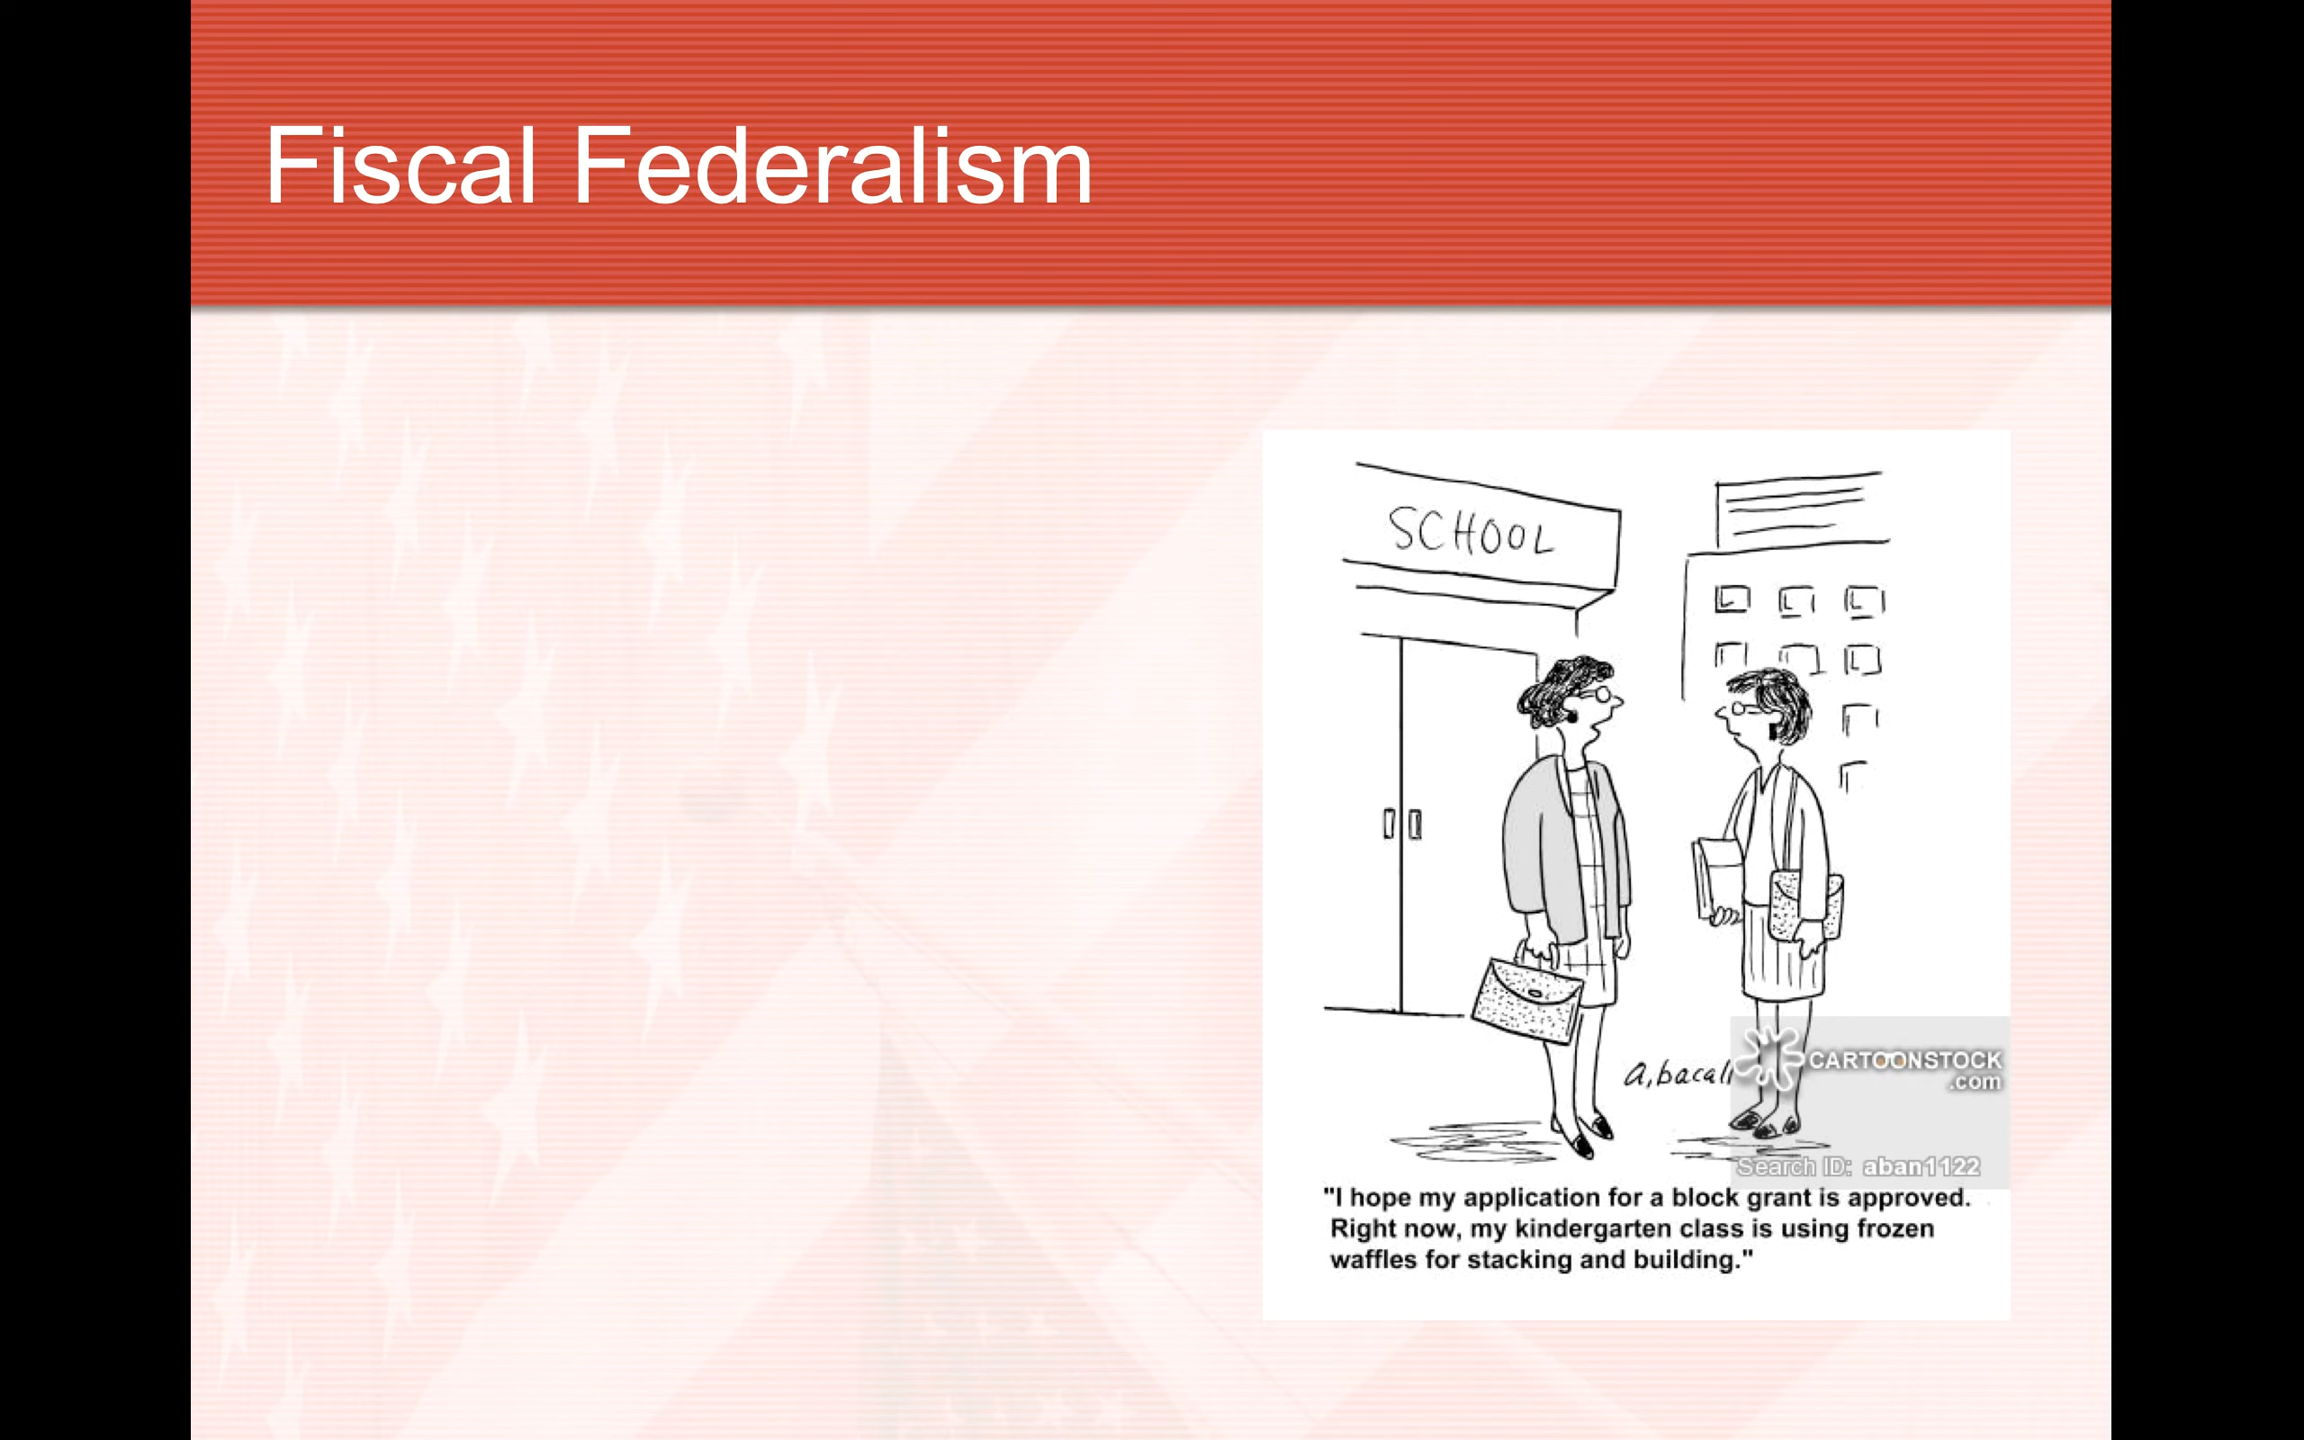 Fiscal Federalism
SCHOOL
a. bacall
CARTOONSTOCK
.com
Search ID: aban1122
"I hope my application for a block grant is approved.
Right now, my kindergarten class is using frozen
waffles for stacking and building."